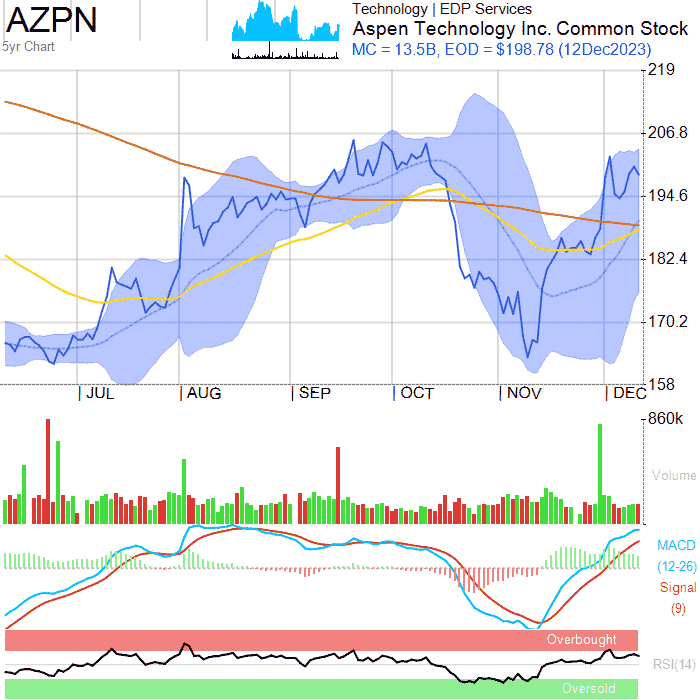 AZPN
5yr Chart
Technology | EDP Services
Aspen Technology Inc. Common Stock
MC = 13.5B, EOD = $198.78 (12Dec2023)
219
206.8
194.6
182.4
170.2
158
| JUL | AUG | SEP | OCT | NOV | DEC
860k
Volume
MACD
(12-26)
Signal
(9)
Overbought
RSI(14)
Oversold